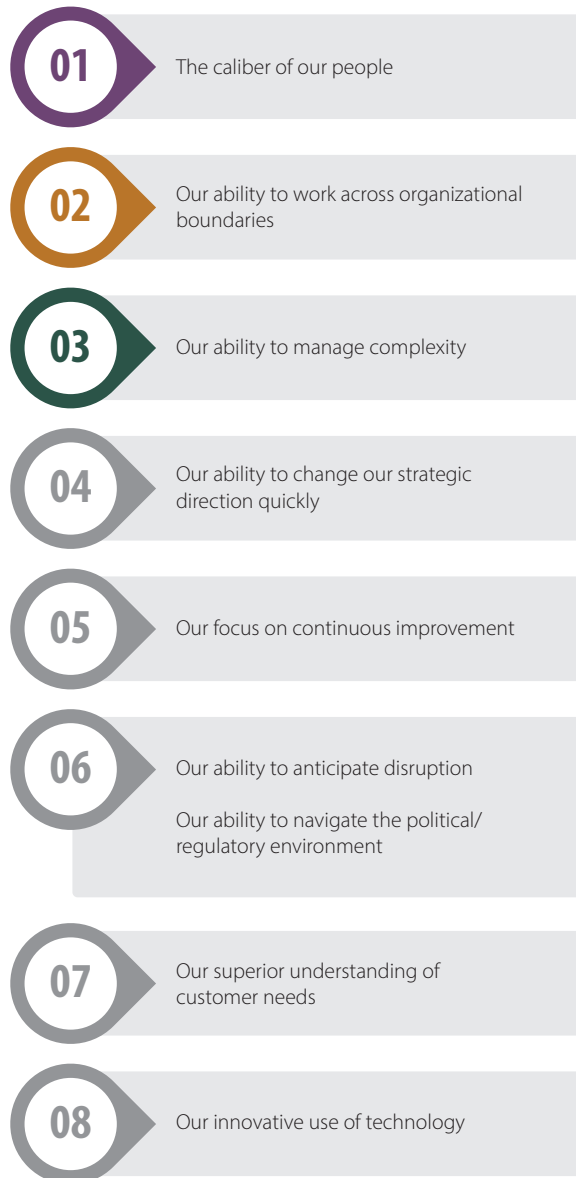 01
The caliber of our people
02
Our ability to work across organizational
boundaries
03
Our ability to manage complexity
04
Our ability to change our strategic
direction quickly
05
Our focus on continuous improvement
06
Our ability to anticipate disruption
Our ability to navigate the political/
regulatory environment
07
Our superior understanding of
customer needs
08
Our innovative use of technology